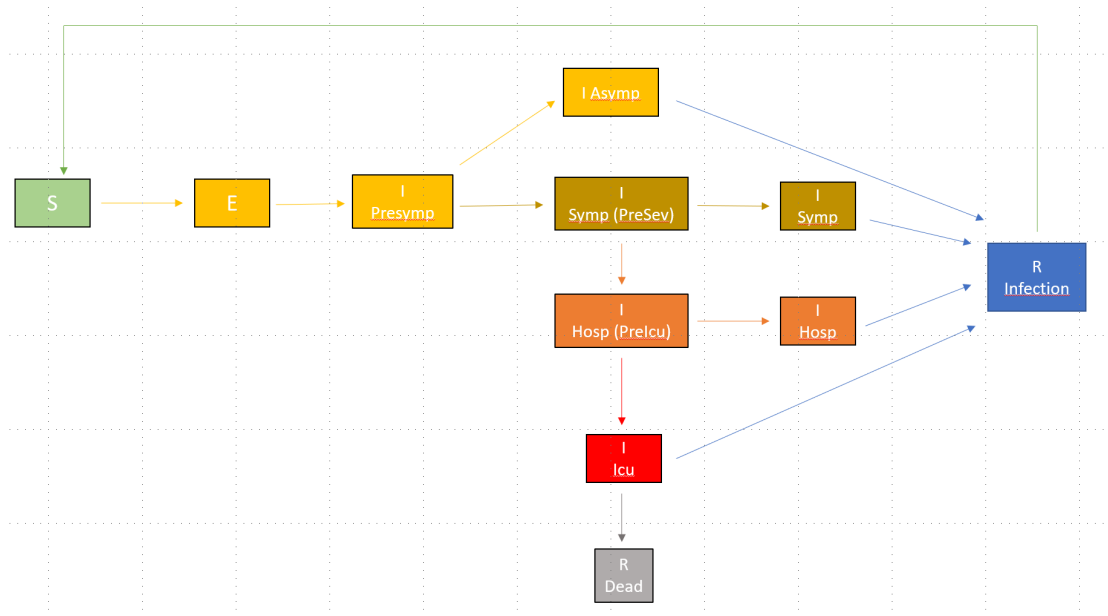 I Asymp
S
E
I
Presymp
I
Symp (PreSev)
I
Symp
R
Infection
I
Hosp (PreIcu)
I
Hosp
I
Icu
R
Dead